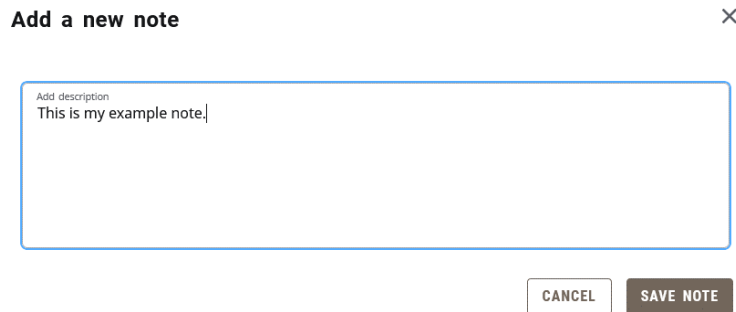 Add a new note
Add description
This is my example note.
CANCEL
SAVE NOTE